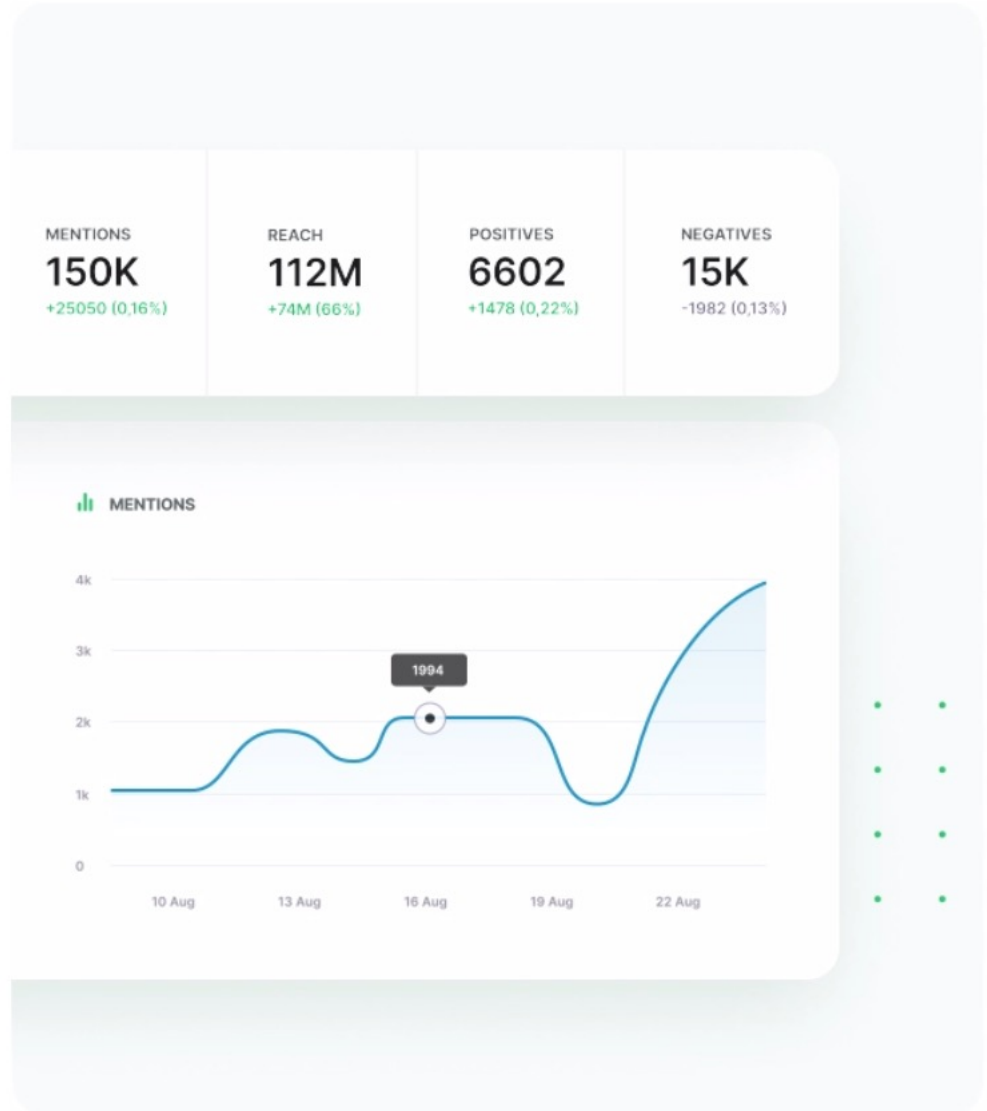 MENTIONS
150K
+25050 (0,16%)
REACH
112M
+74M (66%)
POSITIVES
6602
+1478 (0,22%)
NEGATIVES
15K
-1982 (0,13%)
MENTIONS
4k
3k
1994
2k
1k
0
10 Aug 13 Aug 16 Aug 19 Aug 22 Aug